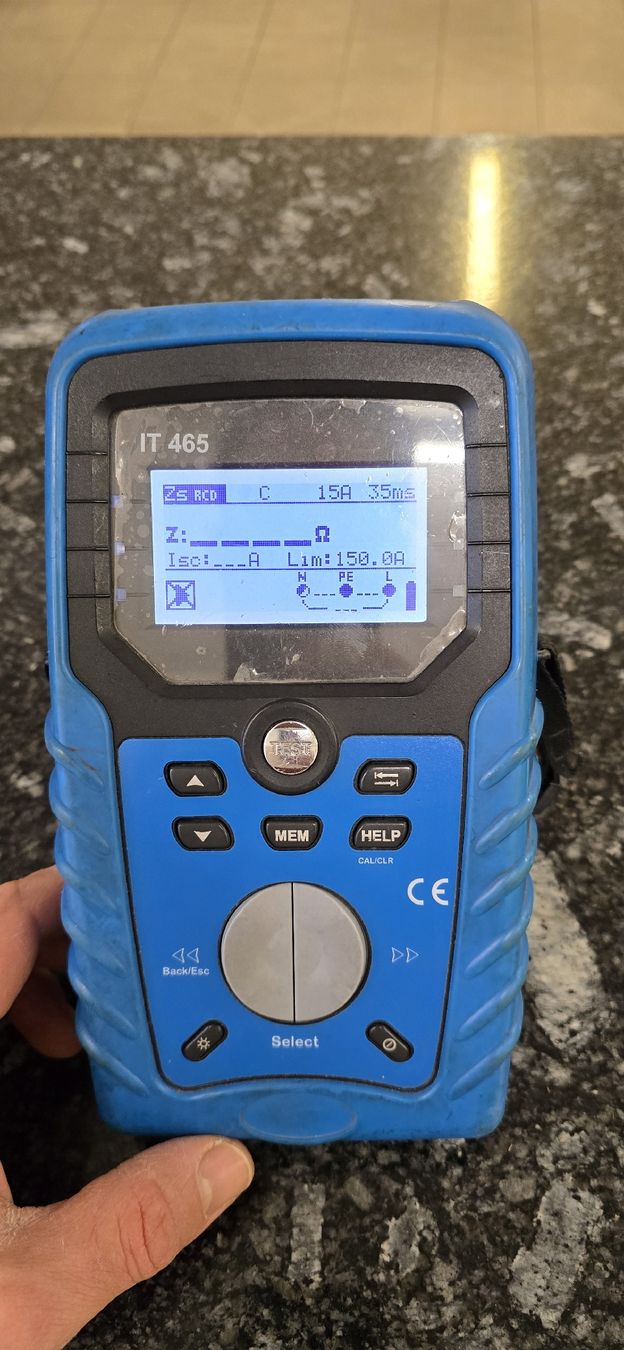 IT 465
Zs RCD C 15A 35ms
Z:____Ω
Isc:___A Lim:150.0A
N PE L
TEST
MEM HELP
CAL/CLR
CE
Back/Esc
Select